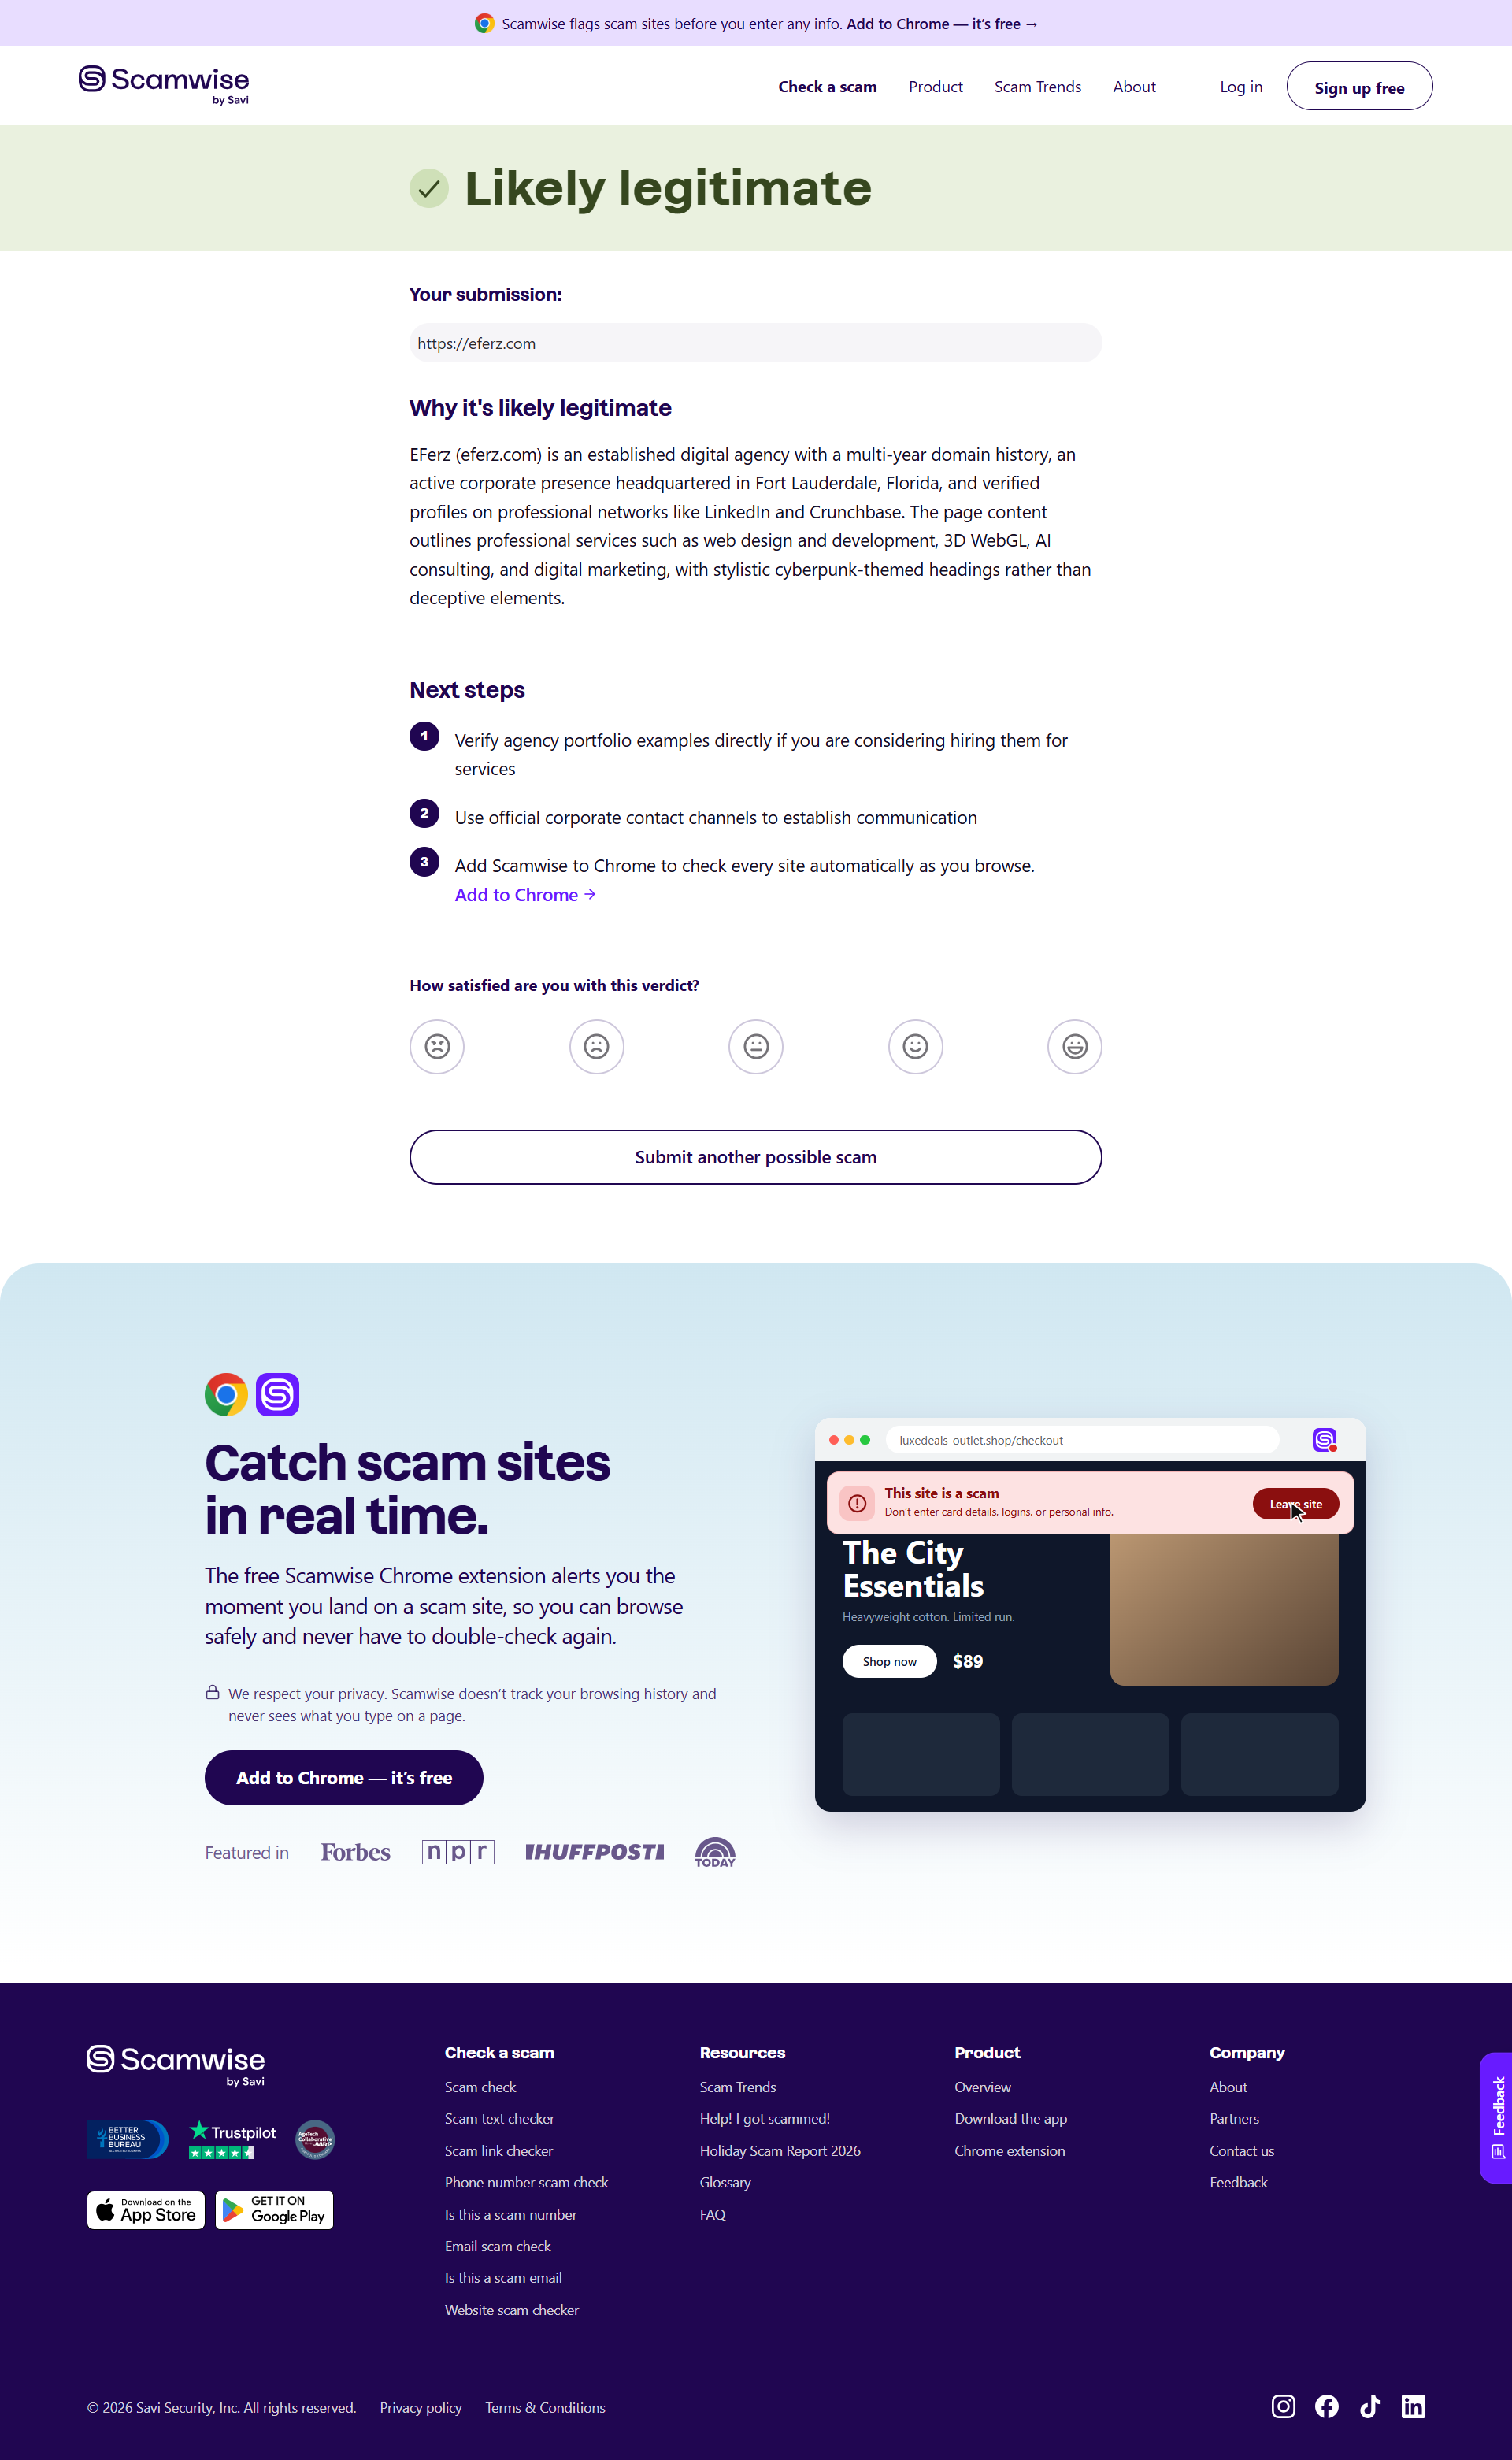 Scamwise flags scam sites before you enter any info. Add to Chrome — it's free →
Scamwise
by Savi
Check a scam
Product
Scam Trends
About
Log in
Sign up free
Likely legitimate
Your submission:
https://eferz.com
Why it's likely legitimate
EFerz (eferz.com) is an established digital agency with a multi-year domain history, an
active corporate presence headquartered in Fort Lauderdale, Florida, and verified
profiles on professional networks like LinkedIn and Crunchbase. The page content
outlines professional services such as web design and development, 3D WebGL, AI
consulting, and digital marketing, with stylistic cyberpunk-themed headings rather than
deceptive elements.
Next steps
1 Verify agency portfolio examples directly if you are considering hiring them for
services
2 Use official corporate contact channels to establish communication
3 Add Scamwise to Chrome to check every site automatically as you browse.
Add to Chrome →
How satisfied are you with this verdict?
Submit another possible scam
Catch scam sites
in real time.
The free Scamwise Chrome extension alerts you the
moment you land on a scam site, so you can browse
safely and never have to double-check again.
We respect your privacy. Scamwise doesn't track your browsing history and
never sees what you type on a page.
Add to Chrome — it's free
Featured in
Forbes
npr
HUFFPOST
TODAY
luxedeals-outlet.shop/checkout
This site is a scam
Don't enter card details, logins, or personal info.
Leave site
The City
Essentials
Heavyweight cotton. Limited run.
Shop now
$89
Scamwise
by Savi
BETTER
BUSINESS
BUREAU
Trustpilot
AgeTech
Collaborative
AARP
Download on the
App Store
GET IT ON
Google Play
Check a scam
Scam check
Scam text checker
Scam link checker
Phone number scam check
Is this a scam number
Email scam check
Is this a scam email
Website scam checker
Resources
Scam Trends
Help! I got scammed!
Holiday Scam Report 2026
Glossary
FAQ
Product
Overview
Download the app
Chrome extension
Company
About
Partners
Contact us
Feedback
Feedback
© 2026 Savi Security, Inc. All rights reserved.
Privacy policy
Terms & Conditions